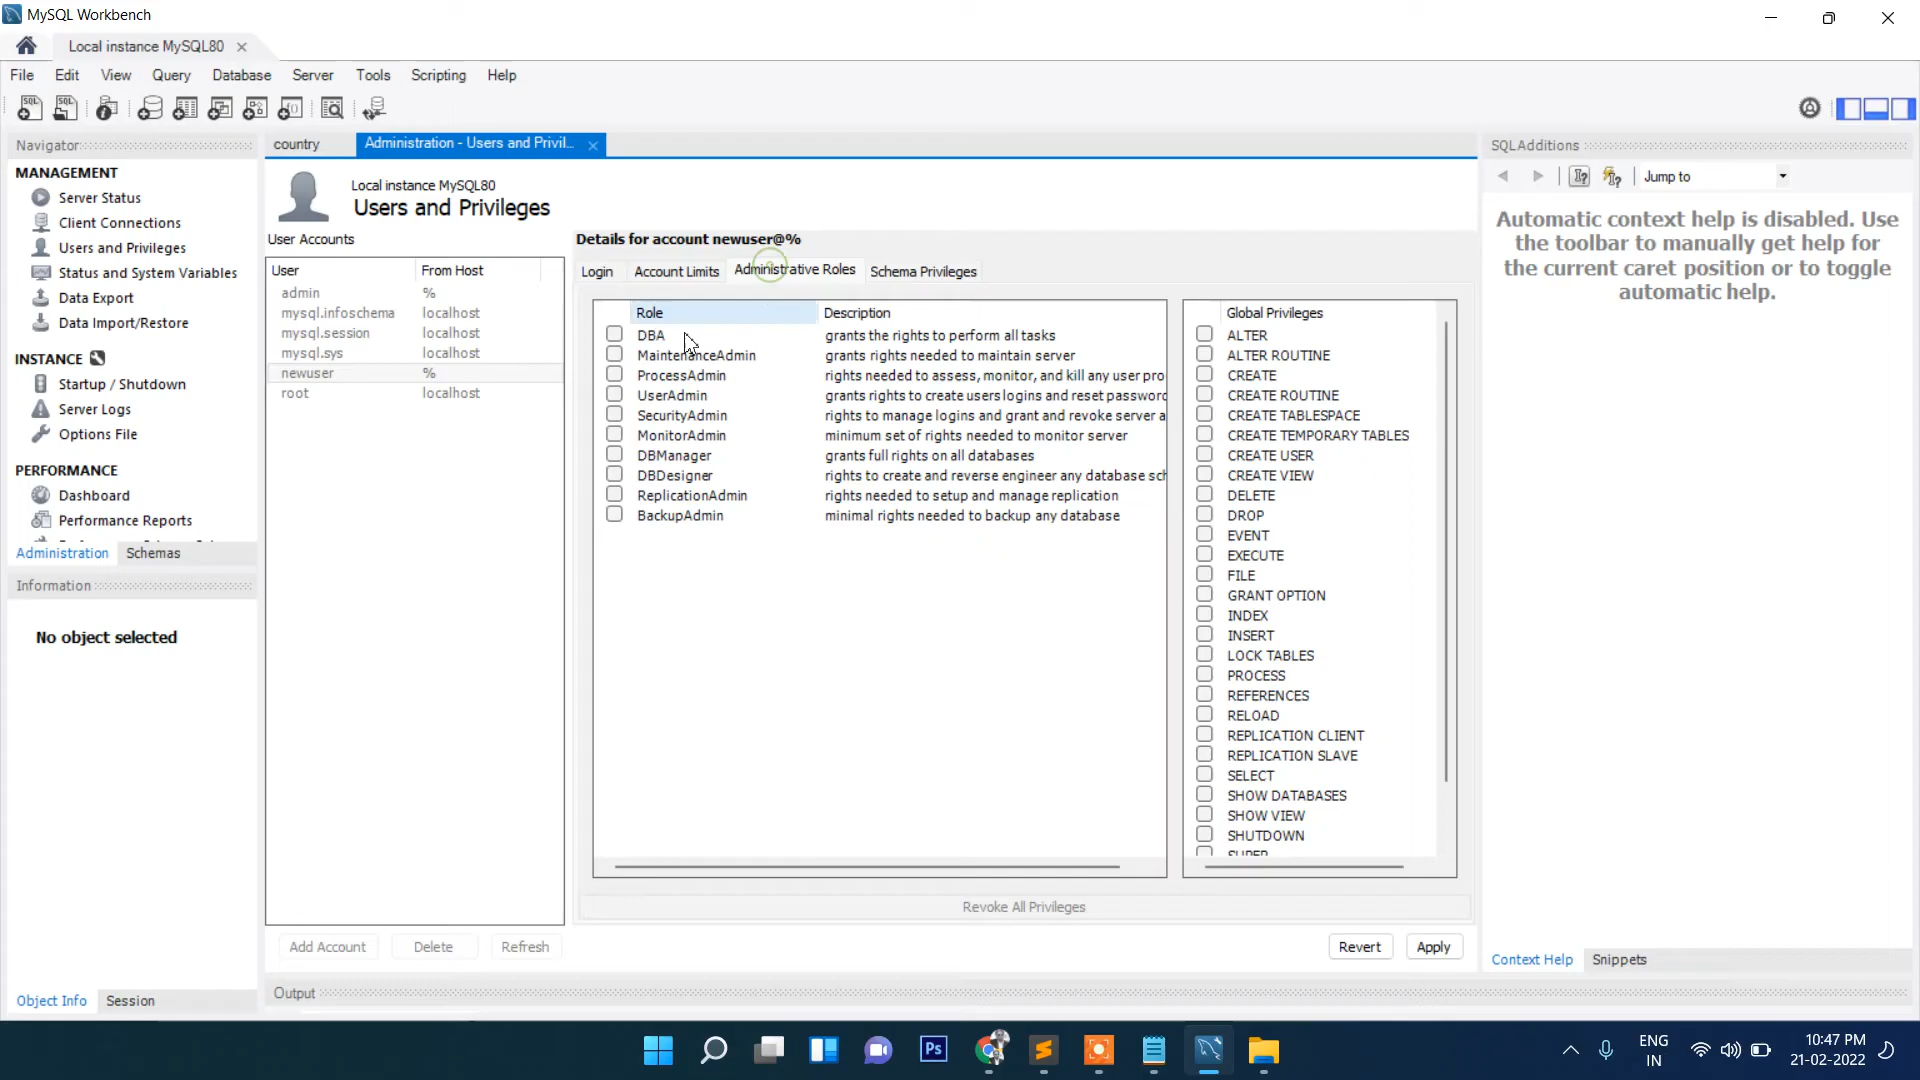 MySQL Workbench
Local instance MySQL80
File Edit View Query Database Server Tools Scripting Help
Navigator
MANAGEMENT
Server Status
Client Connections
Users and Privileges
Status and System Variables
Data Export
Data Import/Restore
INSTANCE
Startup / Shutdown
Server Logs
Options File
PERFORMANCE
Dashboard
Performance Reports
Administration Schemas
Information
No object selected
Object Info Session
country Administration - Users and Privil...
Local instance MySQL80
Users and Privileges
User Accounts
User From Host
admin %
mysql.infoschema localhost
mysql.session localhost
mysql.sys localhost
newuser %
root localhost
Add Account Delete Refresh
Details for account newuser@%
Login Account Limits Administrative Roles Schema Privileges
Role Description
DBA grants the rights to perform all tasks
MaintenanceAdmin grants rights needed to maintain server
ProcessAdmin rights needed to assess, monitor, and kill any user pro
UserAdmin grants rights to create users logins and reset password
SecurityAdmin rights to manage logins and grant and revoke server a
MonitorAdmin minimum set of rights needed to monitor server
DBManager grants full rights on all databases
DBDesigner rights to create and reverse engineer any database sch
ReplicationAdmin rights needed to setup and manage replication
BackupAdmin minimal rights needed to backup any database
Global Privileges
ALTER
ALTER ROUTINE
CREATE
CREATE ROUTINE
CREATE TABLESPACE
CREATE TEMPORARY TABLES
CREATE USER
CREATE VIEW
DELETE
DROP
EVENT
EXECUTE
FILE
GRANT OPTION
INDEX
INSERT
LOCK TABLES
PROCESS
REFERENCES
RELOAD
REPLICATION CLIENT
REPLICATION SLAVE
SELECT
SHOW DATABASES
SHOW VIEW
SHUTDOWN
SUPER
Revoke All Privileges
Revert Apply
Output
SQLAdditions
Jump to
Automatic context help is disabled. Use
the toolbar to manually get help for
the current caret position or to toggle
automatic help.
Context Help Snippets
Ps
ENG
IN
10:47 PM
21-02-2022